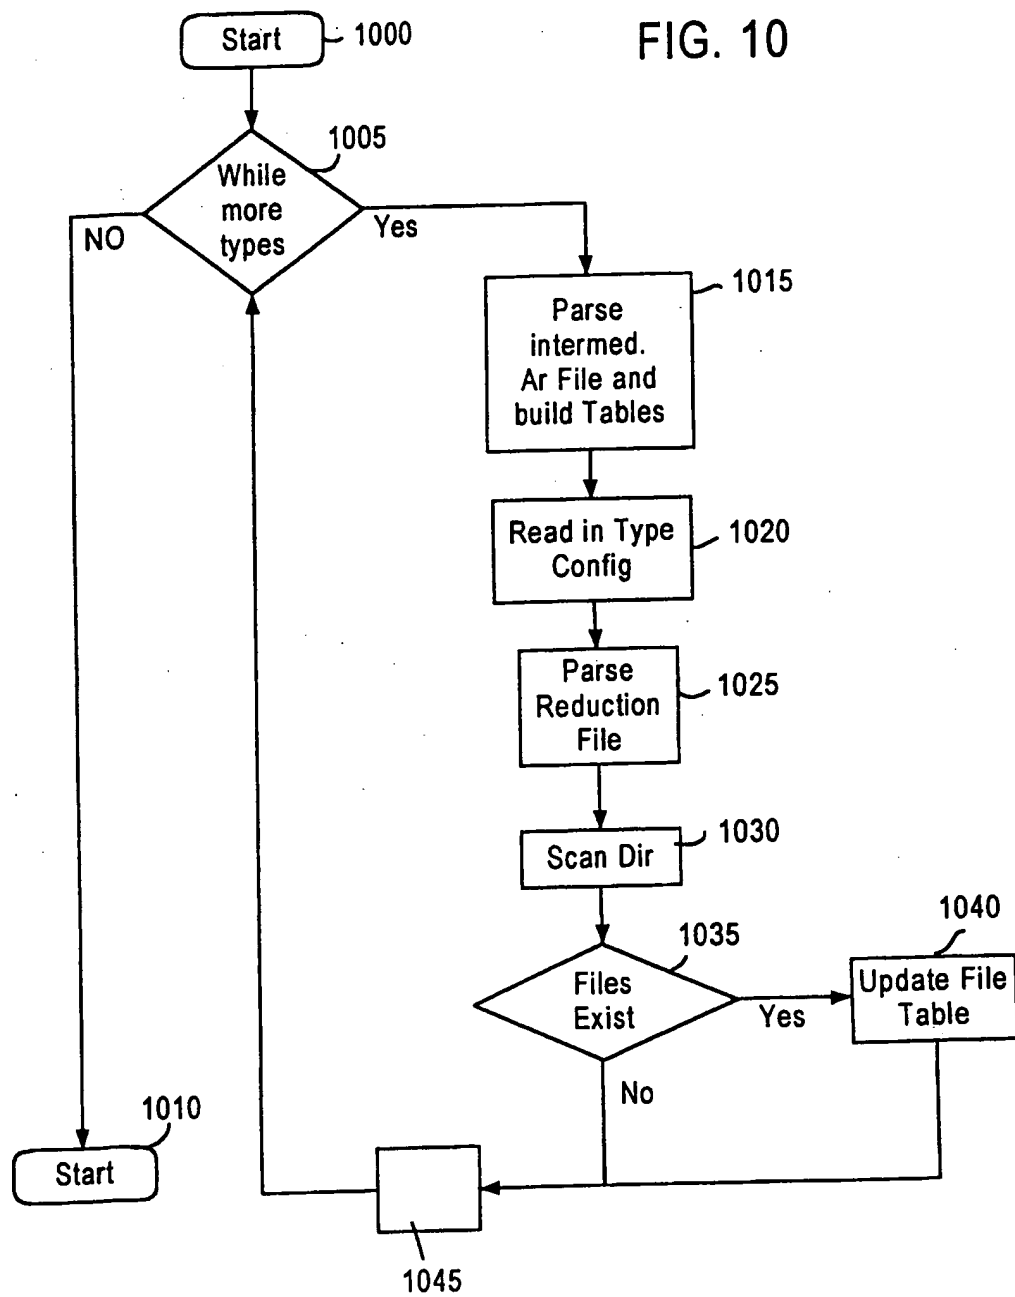 FIG. 10
Start
1000
1005
While
more
types
NO
Yes
1015
Parse
intermed.
Ar File and
build Tables
Read in Type
Config
1020
Parse
Reduction
File
1025
1030
Scan Dir
1035
Files
Exist
Yes
No
1040
Update File
Table
1010
Start
1045